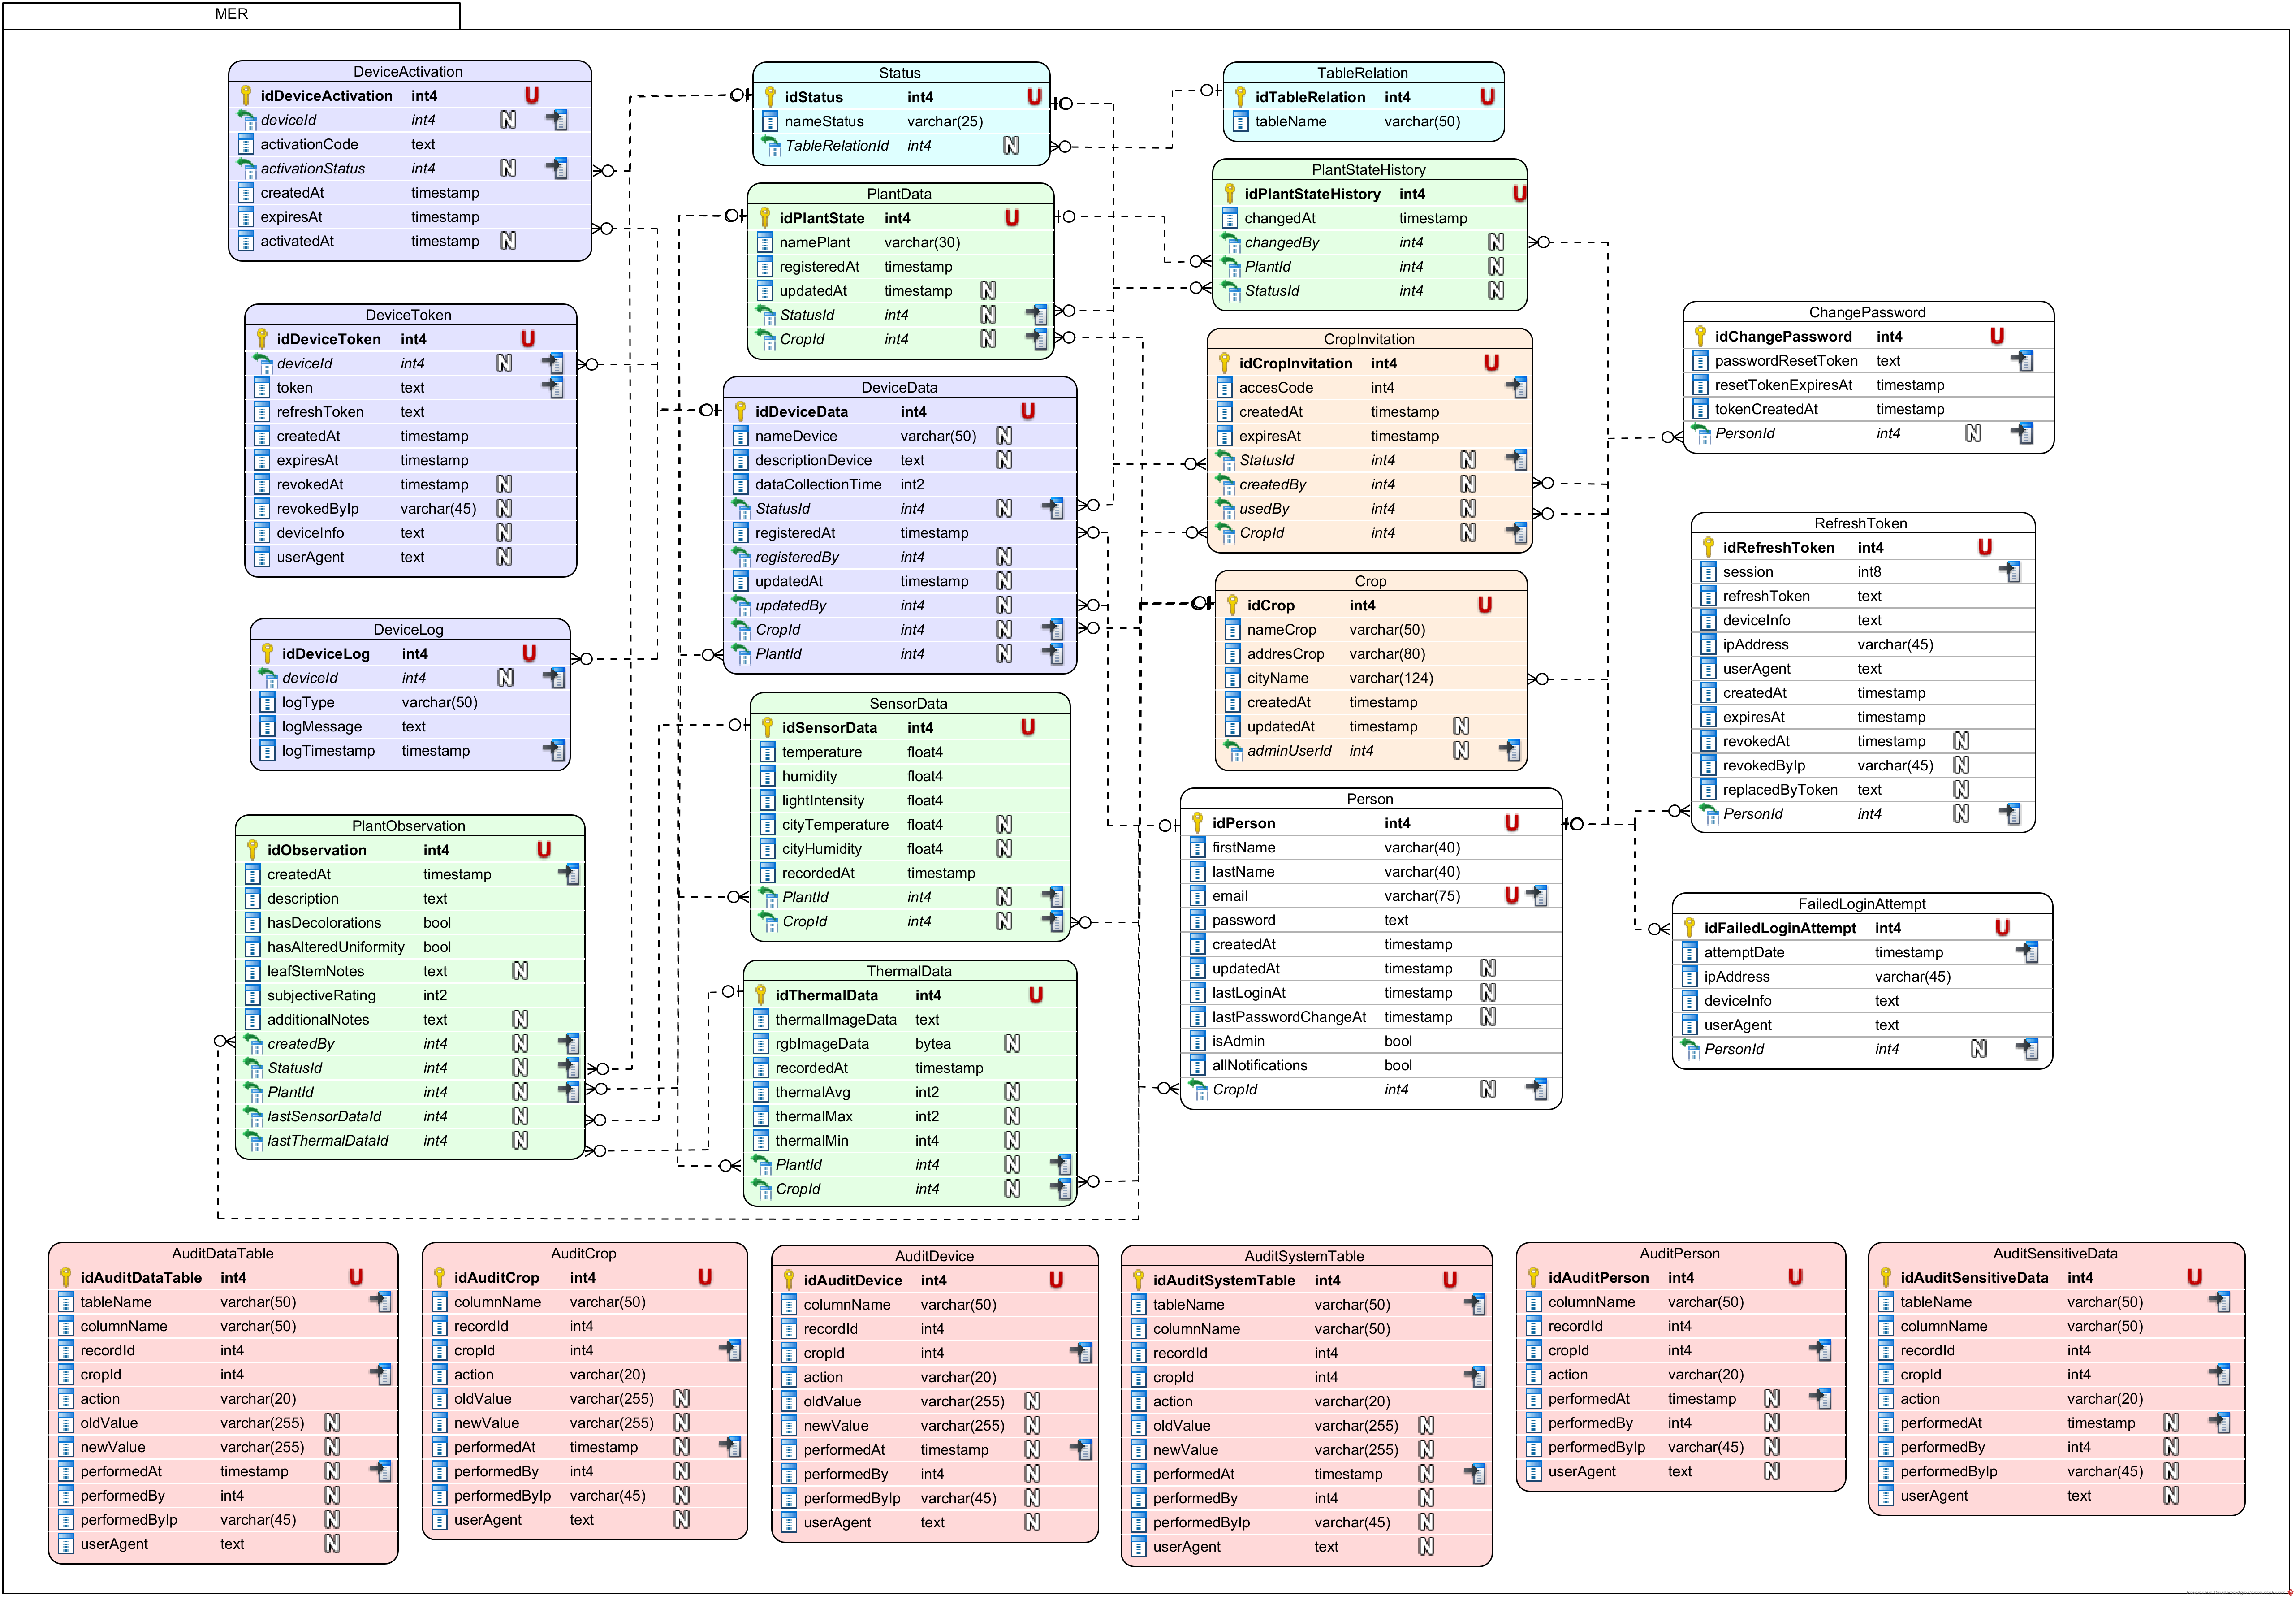 MER
DeviceActivation
idDeviceActivation int4 U
deviceId int4 N
activationCode text
activationStatus int4 N
createdAt timestamp
expiresAt timestamp
activatedAt timestamp N
Status
idStatus int4 U
nameStatus varchar(25)
TableRelationId int4 N
TableRelation
idTableRelation int4 U
tableName varchar(50)
PlantData
idPlantState int4 U
namePlant varchar(30)
registeredAt timestamp
updatedAt timestamp N
StatusId int4 N
CropId int4 N
PlantStateHistory
idPlantStateHistory int4 U
changedAt timestamp
changedBy int4 N
PlantId int4 N
StatusId int4 N
DeviceToken
idDeviceToken int4 U
deviceId int4 N
token text
refreshToken text
createdAt timestamp
expiresAt timestamp
revokedAt timestamp N
revokedByIp varchar(45) N
deviceInfo text N
userAgent text N
DeviceData
idDeviceData int4 U
nameDevice varchar(50) N
descriptionDevice text N
dataCollectionTime int2
StatusId int4 N
registeredAt timestamp
registeredBy int4 N
updatedAt timestamp N
updatedBy int4 N
CropId int4 N
PlantId int4 N
CropInvitation
idCropInvitation int4 U
accesCode int4
createdAt timestamp
expiresAt timestamp
StatusId int4 N
createdBy int4 N
usedBy int4 N
CropId int4 N
ChangePassword
idChangePassword int4 U
passwordResetToken text
resetTokenExpiresAt timestamp
tokenCreatedAt timestamp
PersonId int4 N
RefreshToken
idRefreshToken int4 U
session int8
refreshToken text
deviceInfo text
ipAddress varchar(45)
userAgent text
createdAt timestamp
expiresAt timestamp
revokedAt timestamp N
revokedByIp varchar(45) N
replacedByToken text N
PersonId int4 N
DeviceLog
idDeviceLog int4 U
deviceId int4 N
logType varchar(50)
logMessage text
logTimestamp timestamp
Crop
idCrop int4 U
nameCrop varchar(50)
addresCrop varchar(80)
cityName varchar(124)
createdAt timestamp
updatedAt timestamp N
adminUserId int4 N
SensorData
idSensorData int4 U
temperature float4
humidity float4
lightIntensity float4
cityTemperature float4 N
cityHumidity float4 N
recordedAt timestamp
PlantId int4 N
CropId int4 N
Person
idPerson int4 U
firstName varchar(40)
lastName varchar(40)
email varchar(75) U
password text
createdAt timestamp
updatedAt timestamp N
lastLoginAt timestamp N
lastPasswordChangeAt timestamp N
isAdmin bool
allNotifications bool
CropId int4 N
PlantObservation
idObservation int4 U
createdAt timestamp
description text
hasDecolorations bool
hasAlteredUniformity bool
leafStemNotes text N
subjectiveRating int2
additionalNotes text N
createdBy int4 N
StatusId int4 N
PlantId int4 N
lastSensorDataId int4 N
lastThermalDataId int4 N
FailedLoginAttempt
idFailedLoginAttempt int4 U
attemptDate timestamp
ipAddress varchar(45)
deviceInfo text
userAgent text
PersonId int4 N
ThermalData
idThermalData int4 U
thermalImageData text
rgbImageData bytea N
recordedAt timestamp
thermalAvg int2 N
thermalMax int2 N
thermalMin int4 N
PlantId int4 N
CropId int4 N
AuditDataTable
idAuditDataTable int4 U
tableName varchar(50)
columnName varchar(50)
recordId int4
cropId int4
action varchar(20)
oldValue varchar(255) N
newValue varchar(255) N
performedAt timestamp N
performedBy int4 N
performedByIp varchar(45) N
userAgent text N
AuditCrop
idAuditCrop int4 U
columnName varchar(50)
recordId int4
cropId int4
action varchar(20)
oldValue varchar(255) N
newValue varchar(255) N
performedAt timestamp N
performedBy int4 N
performedByIp varchar(45) N
userAgent text N
AuditDevice
idAuditDevice int4 U
columnName varchar(50)
recordId int4
cropId int4
action varchar(20)
oldValue varchar(255) N
newValue varchar(255) N
performedAt timestamp N
performedBy int4 N
performedByIp varchar(45) N
userAgent text N
AuditSystemTable
idAuditSystemTable int4 U
tableName varchar(50)
columnName varchar(50)
recordId int4
cropId int4
action varchar(20)
oldValue varchar(255) N
newValue varchar(255) N
performedAt timestamp N
performedBy int4 N
performedByIp varchar(45) N
userAgent text N
AuditPerson
idAuditPerson int4 U
columnName varchar(50)
recordId int4
cropId int4
action varchar(20)
performedAt timestamp N
performedBy int4 N
performedByIp varchar(45) N
userAgent text N
AuditSensitiveData
idAuditSensitiveData int4 U
tableName varchar(50)
columnName varchar(50)
recordId int4
cropId int4
action varchar(20)
performedAt timestamp N
performedBy int4 N
performedByIp varchar(45) N
userAgent text N